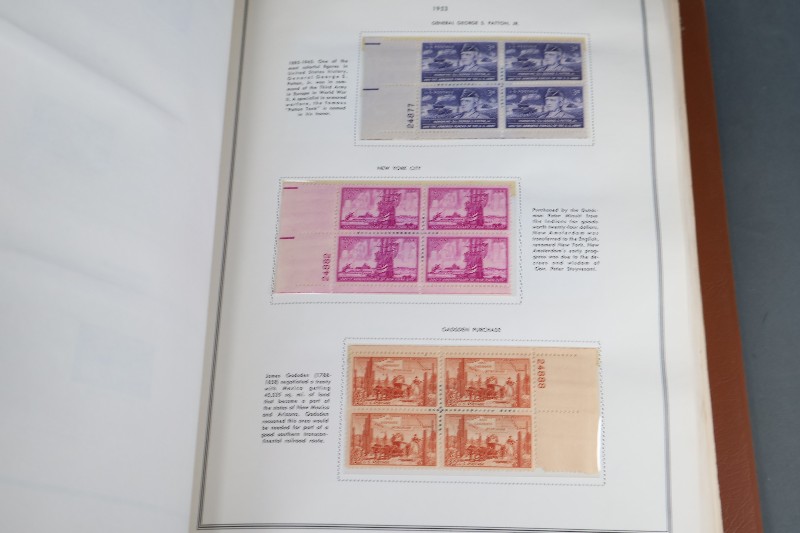 1953
GENERAL GEORGE S. PATTON, JR
1885-1945. One of the
most colorful figures in
United States history,
General George S.
Patton, Jr. was in com-
mand of the Third Army
in Europe in World War
II. A specialist in armored
warfare, the famous
"Patton Tank" is named
in his honor.
24877
NEW YORK CITY
24882
Purchased by the Dutch-
man Peter Minuit from
the Indians for goods
worth twenty-four dollars,
New Amsterdam was
transferred to the English,
renamed New York. New
Amsterdam's early prog-
ress was due to the de-
crees and wisdom of
Gov. Peter Stuyvesant.
GADSDEN PURCHASE
James Gadsden (1788-
1858) negotiated a treaty
with Mexico getting
45,535 sq. mi. of land
that became a part of
the states of New Mexico
and Arizona. Gadsden
reasoned this area would
be needed for part of a
good southern transcon-
tinental railroad route.
24888